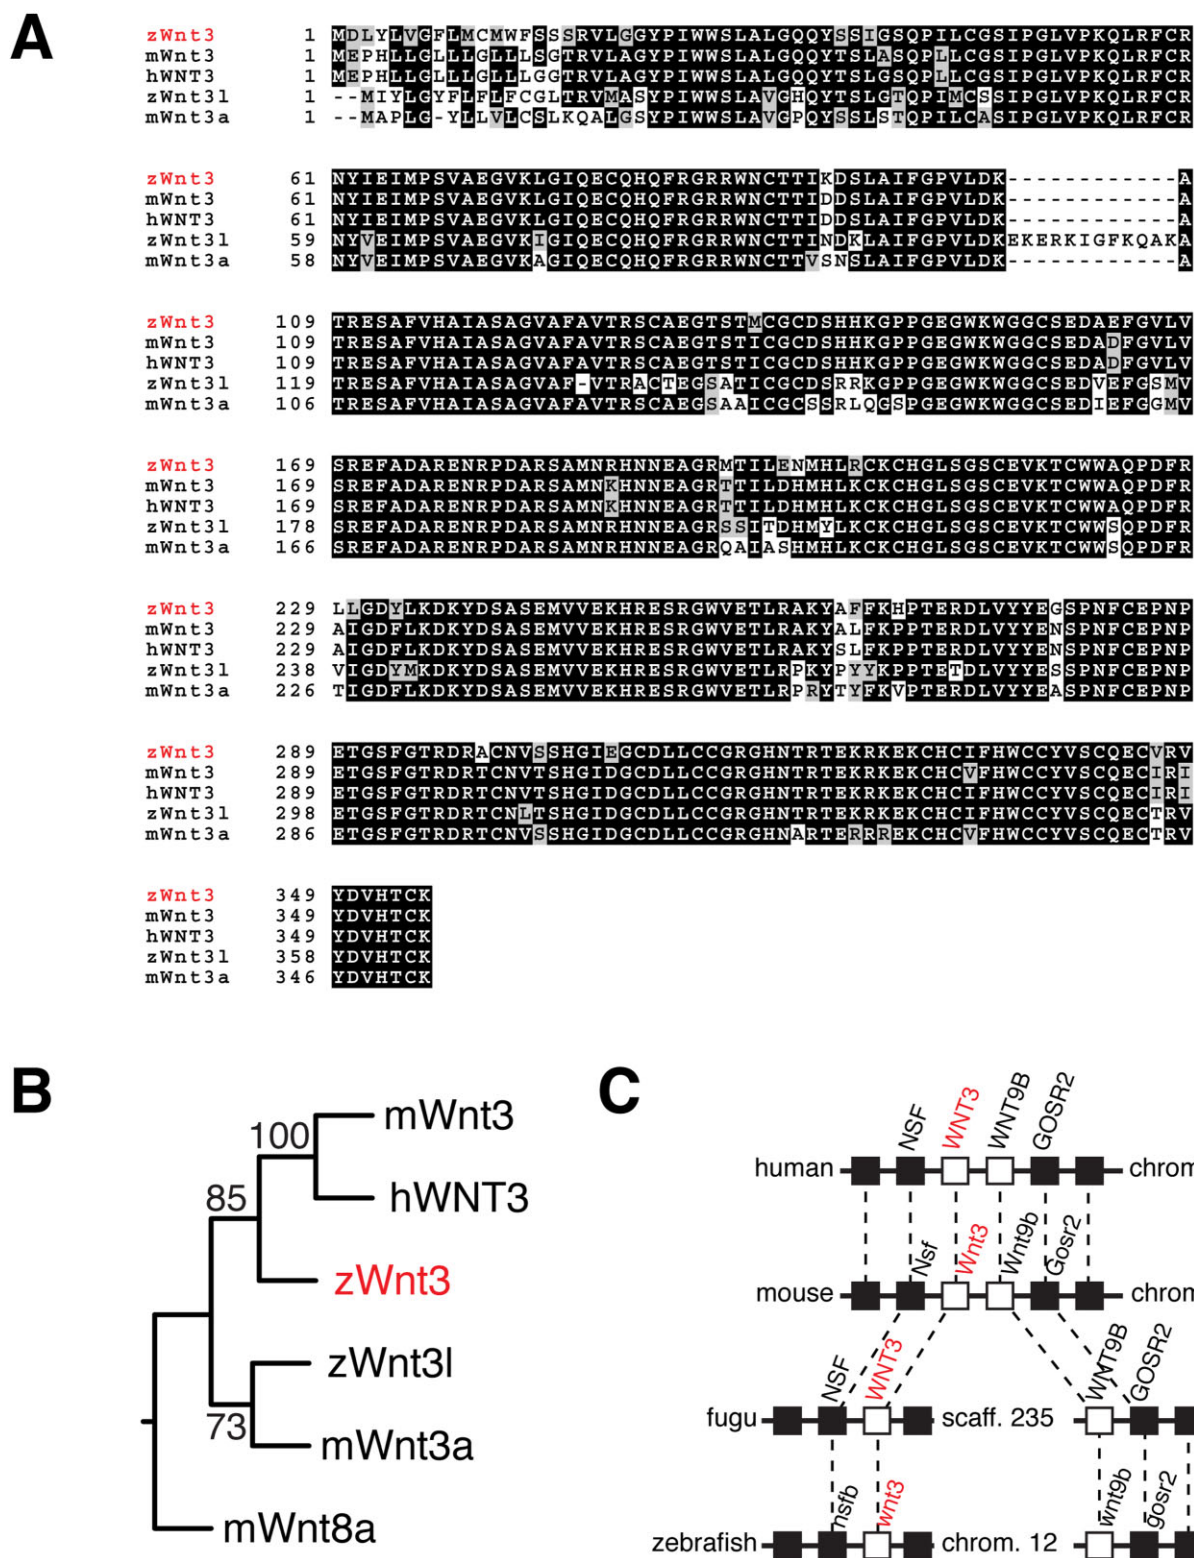 A
zWnt3 1 MDLYLVGFLMCMWFSSSRVLGGYPIWWSLALGQQYSSIGSQPILCGSIPGLVPKQLRFCR
mWnt3 1 MEPHLLGLLLGLLLSGTRVLAGYPIWWSLALGQQYTSLASQPLLCGSIPGLVPKQLRFCR
hWNT3 1 MEPHLLGLLLGLLLGGTRVLAGYPIWWSLALGQQYTSLGSQPLLCGSIPGLVPKQLRFCR
zWnt3l 1 --MIYLGYFLFLFCGLTRVMASYPIWWSLAVGHQYTSLGTQPIMCSSIPGLVPKQLRFCR
mWnt3a 1 --MAPLG-YLLVLCSLKQALGSYPIWWSLAVGPQYSSLSTQPILCASIPGLVPKQLRFCR
zWnt3 61 NYIEIMPSVAEGVKLGIQECQHQFRGRRWNCTTIKDSLAIFGPVLDK------------A
mWnt3 61 NYIEIMPSVAEGVKLGIQECQHQFRGRRWNCTTIDDSLAIFGPVLDK------------A
hWNT3 61 NYIEIMPSVAEGVKLGIQECQHQFRGRRWNCTTIDDSLAIFGPVLDK------------A
zWnt3l 59 NYVEIMPSVAEGVKIGIQECQHQFRGRRWNCTTINDKLAIFGPVLDKEKERKIGFKQAKA
mWnt3a 58 NYVEIMPSVAEGVKAGIQECQHQFRGRRWNCTTVSNSLAIFGPVLDK------------A
zWnt3 109 TRESAFVHAIASAGVAFAVTRSCAEGTSTMCGCDSHHKGPPGEGWKWGGCSEDAEFGVLV
mWnt3 109 TRESAFVHAIASAGVAFAVTRSCAEGTSTICGCDSHHKGPPGEGWKWGGCSEDADFGVLV
hWNT3 109 TRESAFVHAIASAGVAFAVTRSCAEGTSTICGCDSHHKGPPGEGWKWGGCSEDADFGVLV
zWnt3l 119 TRESAFVHAIASAGVAF-VTRACTEGSATICGCDSRRKGPPGEGWKWGGCSEDVEFGSMV
mWnt3a 106 TRESAFVHAIASAGVAFAVTRSCAEGSAAICGCSSRLQGSPGEGWKWGGCSEDIEFGGMV
zWnt3 169 SREFADARENRPDARSAMNRHNNEAGRMTILENMHLRCKCHGLSGSCEVKTCWWAQPDFR
mWnt3 169 SREFADARENRPDARSAMNKHNNEAGRTTILDHMHLKCKCHGLSGSCEVKTCWWAQPDFR
hWNT3 169 SREFADARENRPDARSAMNKHNNEAGRTTILDHMHLKCKCHGLSGSCEVKTCWWAQPDFR
zWnt3l 178 SREFADARENRPDARSAMNRHNNEAGRSSITDHMYLKCKCHGLSGSCEVKTCWWSQPDFR
mWnt3a 166 SREFADARENRPDARSAMNRHNNEAGRQAIASHMHLKCKCHGLSGSCEVKTCWWSQPDFR
zWnt3 229 LLGDYLKDKYDSASEMVVEKHRESRGWVETLRAKYAFFKHPTERDLVYYEGSPNFCEPNP
mWnt3 229 AIGDFLKDKYDSASEMVVEKHRESRGWVETLRAKYALFKPPTERDLVYYENSPNFCEPNP
hWNT3 229 AIGDFLKDKYDSASEMVVEKHRESRGWVETLRAKYSLFKPPTERDLVYYENSPNFCEPNP
zWnt3l 238 VIGDYMKDKYDSASEMVVEKHRESRGWVETLRPKYPYYKPPTETDLVYYESSPNFCEPNP
mWnt3a 226 TIGDFLKDKYDSASEMVVEKHRESRGWVETLRPRYTYFKVPTERDLVYYEASPNFCEPNP
zWnt3 289 ETGSFGTRDRACNVSSHGIEGCDLLCCGRGHNTRTEKRKEKCHCIFHWCCYVSCQECVRV
mWnt3 289 ETGSFGTRDRTCNVTSHGIDGCDLLCCGRGHNTRTEKRKEKCHCVFHWCCYVSCQECIRI
hWNT3 289 ETGSFGTRDRTCNVTSHGIDGCDLLCCGRGHNTRTEKRKEKCHCIFHWCCYVSCQECIRI
zWnt3l 298 ETGSFGTRDRTCNLTSHGIDGCDLLCCGRGHNTRTEKRKEKCHCIFHWCCYVSCQECTRV
mWnt3a 286 ETGSFGTRDRTCNVSSHGIDGCDLLCCGRGHNARTERRREKCHCVFHWCCYVSCQECTRV
zWnt3 349 YDVHTCK
mWnt3 349 YDVHTCK
hWNT3 349 YDVHTCK
zWnt3l 358 YDVHTCK
mWnt3a 346 YDVHTCK
B
mWnt3
100
hWNT3
85
zWnt3
zWnt3l
73
mWnt3a
mWnt8a
C
NSF WNT3 WNT9B GOSR2
human chrom
Nsf Wnt3 Wnt9b Gosr2
mouse chrom
NSF WNT3 WNT9B GOSR2
fugu scaff. 235
nsfb wnt3 wnt9b gosr2
zebrafish chrom. 12